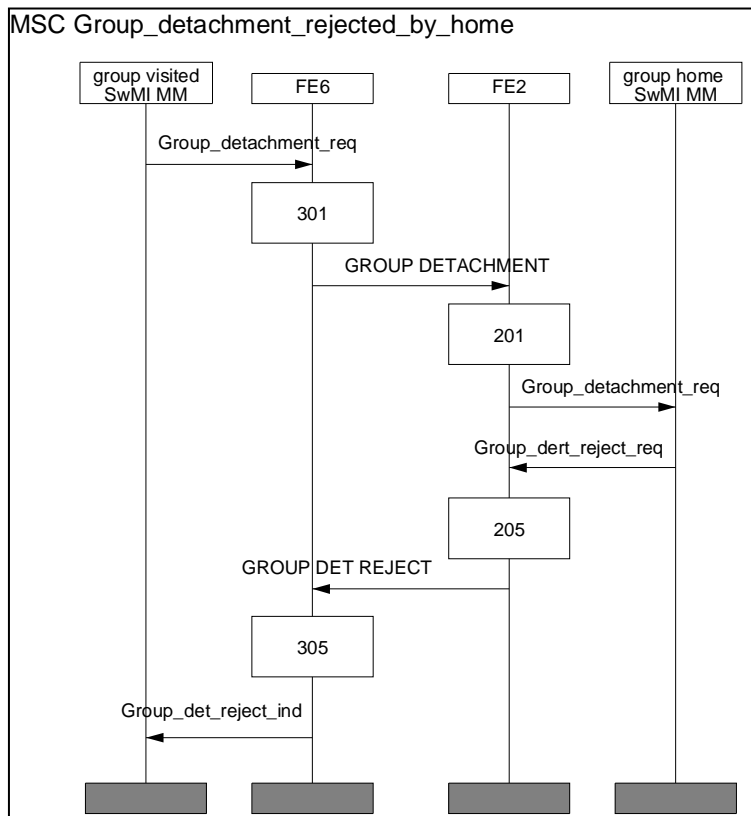 MSC Group_detachment_rejected_by_home
group visited
SwMI MM
FE6
FE2
group home
SwMI MM
Group_detachment_req
301
GROUP DETACHMENT
201
Group_detachment_req
Group_dert_reject_req
205
GROUP DET REJECT
305
Group_det_reject_ind